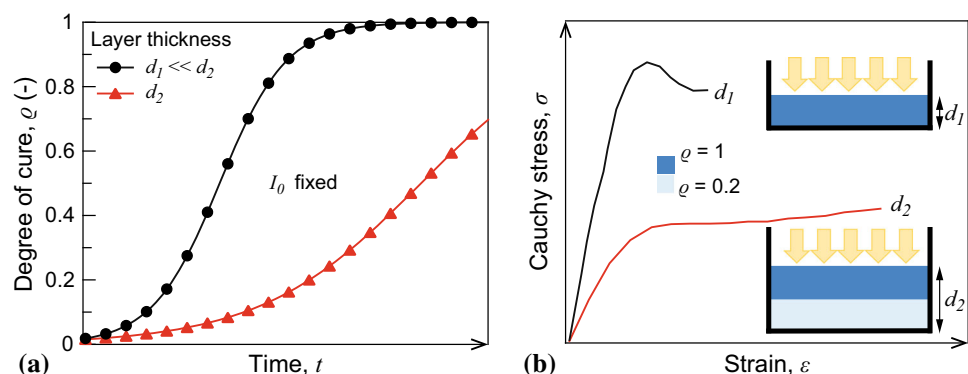 Layer thickness
d1 << d2
d2
I0 fixed
Degree of cure, ϱ (-)
1
0.8
0.6
0.4
0.2
0
Time, t
(a)
Cauchy stress, σ
d1
ϱ = 1
ϱ = 0.2
d2
d1
d2
Strain, ε
(b)